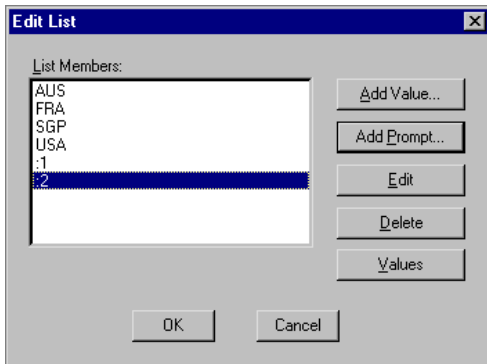 Edit List
List Members:
AUS
FRA
SGP
USA
:1
:2
Add Value...
Add Prompt...
Edit
Delete
Values
OK
Cancel